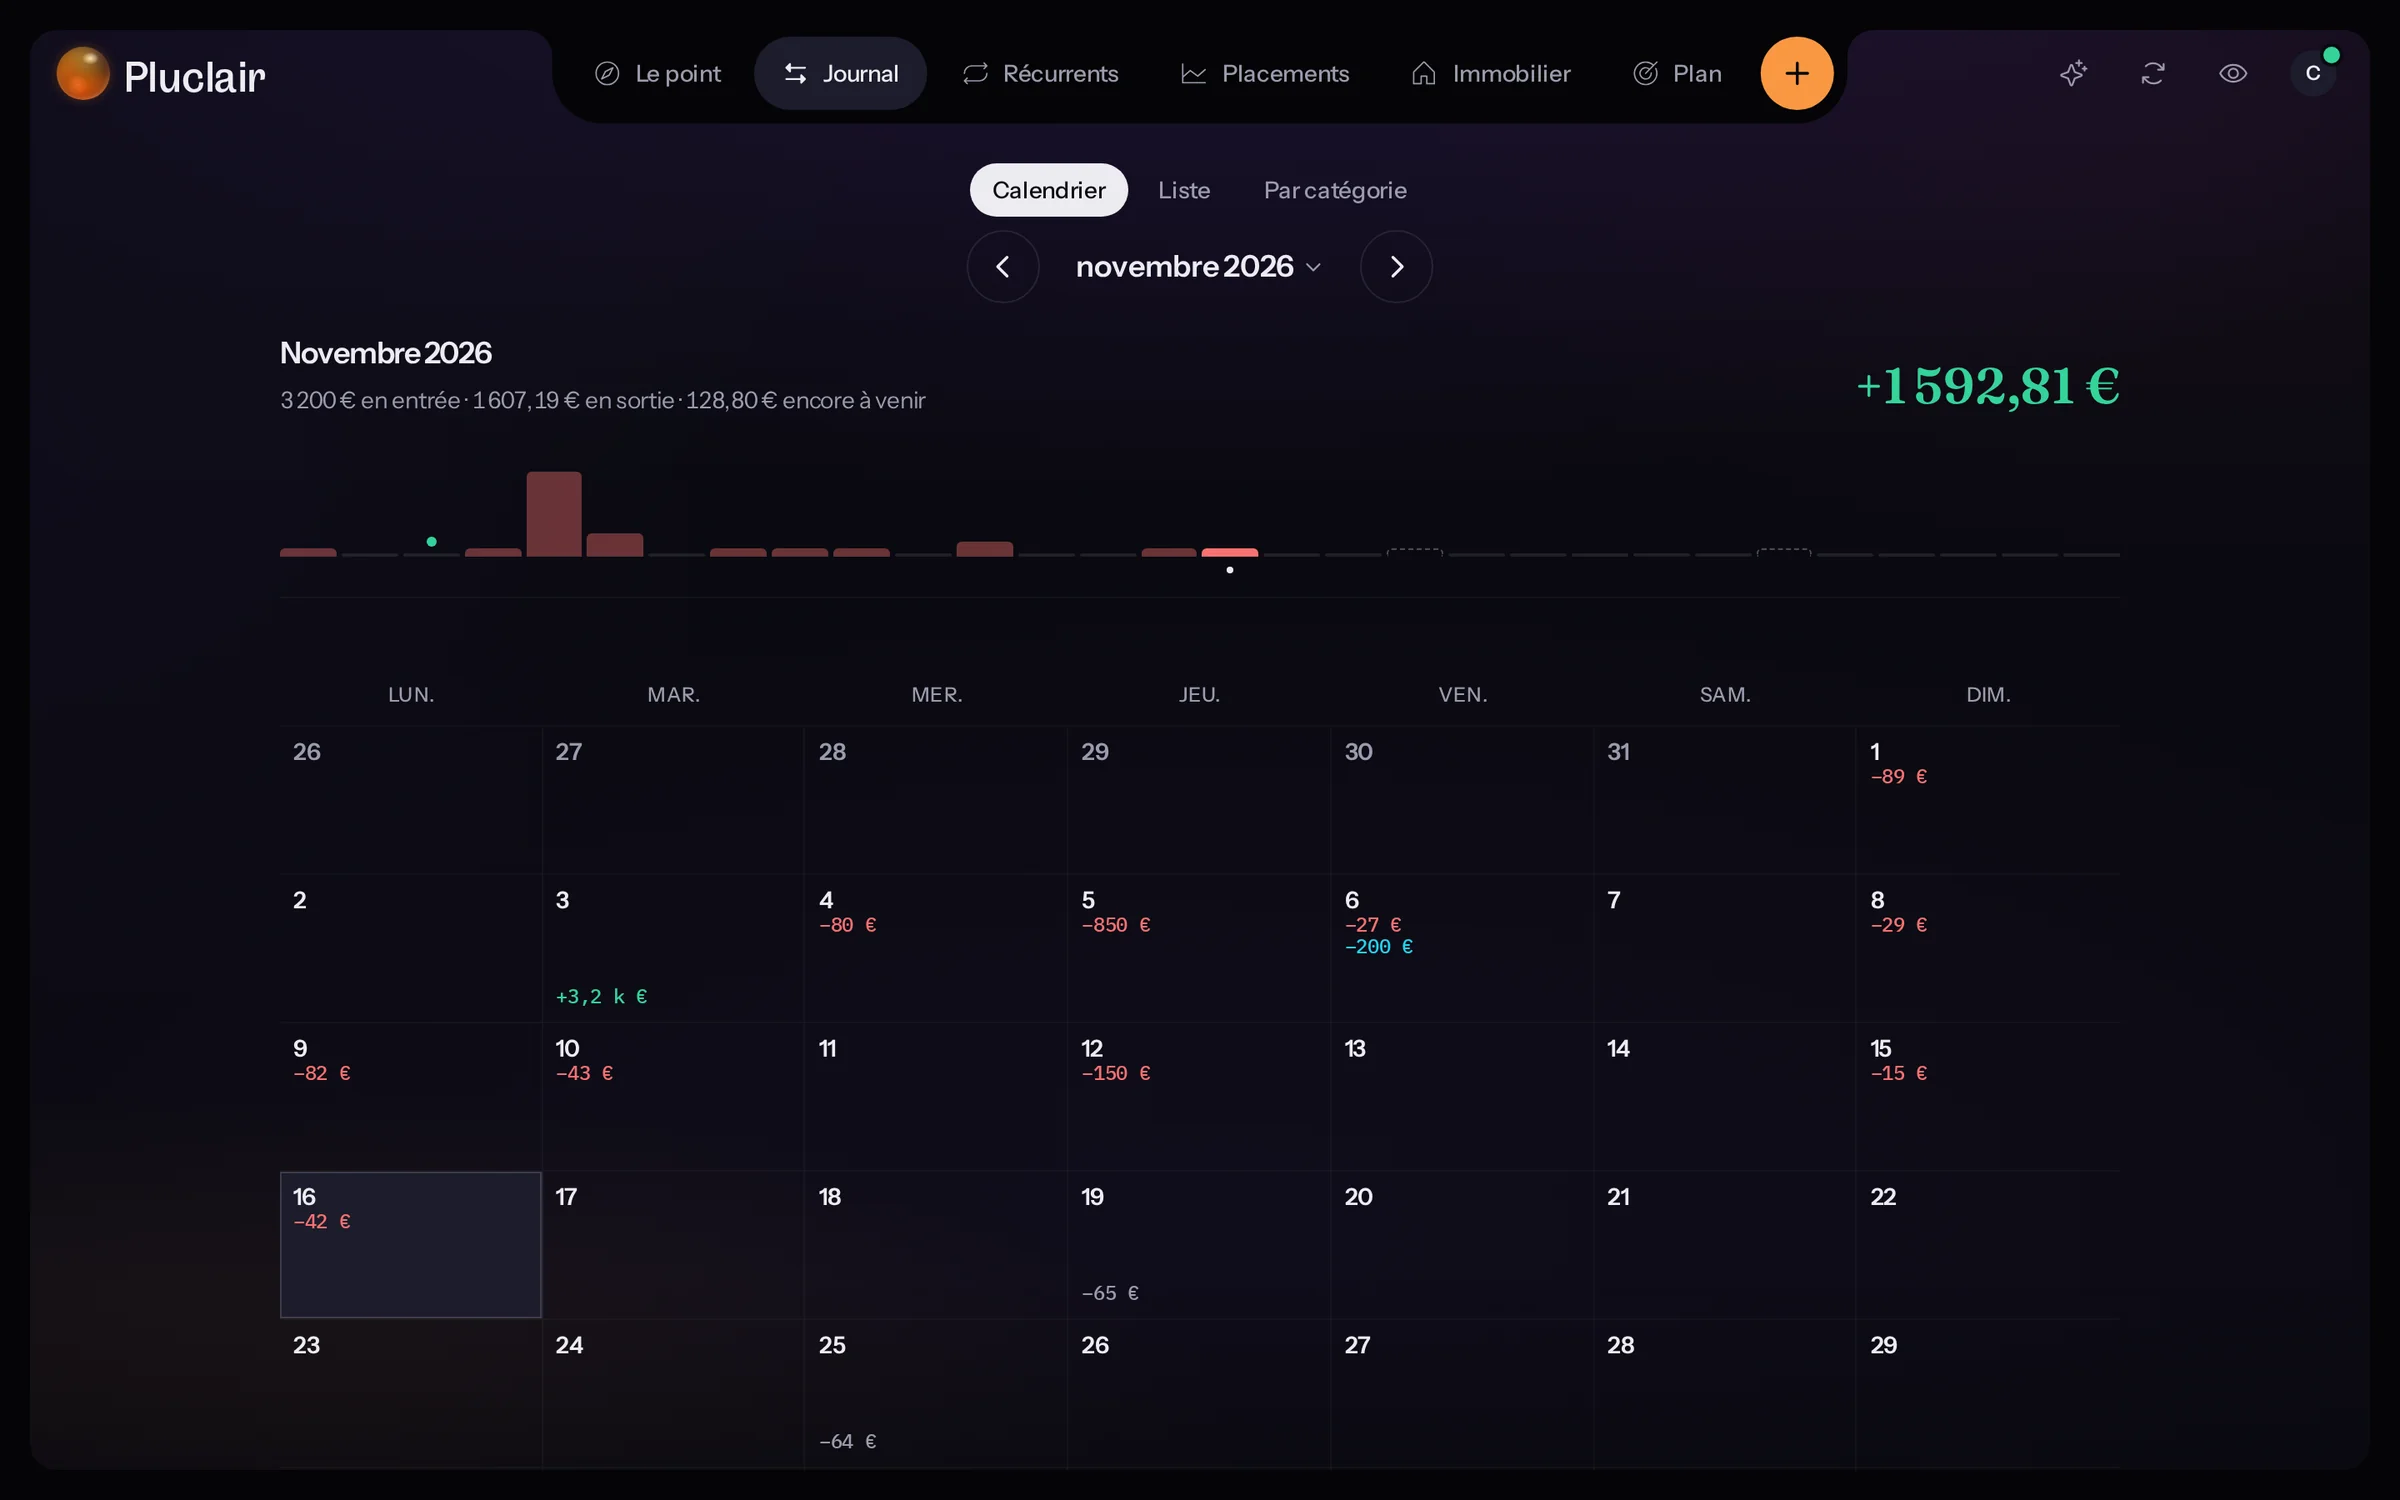 Pluclair
Le point
Journal
Récurrents
Placements
Immobilier
Plan
C
Calendrier
Liste
Par catégorie
novembre 2026
Novembre 2026
3 200 € en entrée · 1 607,19 € en sortie · 128,80 € encore à venir
+1 592,81 €
LUN. MAR. MER. JEU. VEN. SAM. DIM.
26 27 28 29 30 31 1
−89 €
2 3 4 5 6 7 8
−80 € −850 € −27 € −29 €
−200 €
+3,2 k €
9 10 11 12 13 14 15
−82 € −43 € −150 € −15 €
16 17 18 19 20 21 22
−42 €
−65 €
23 24 25 26 27 28 29
−64 €